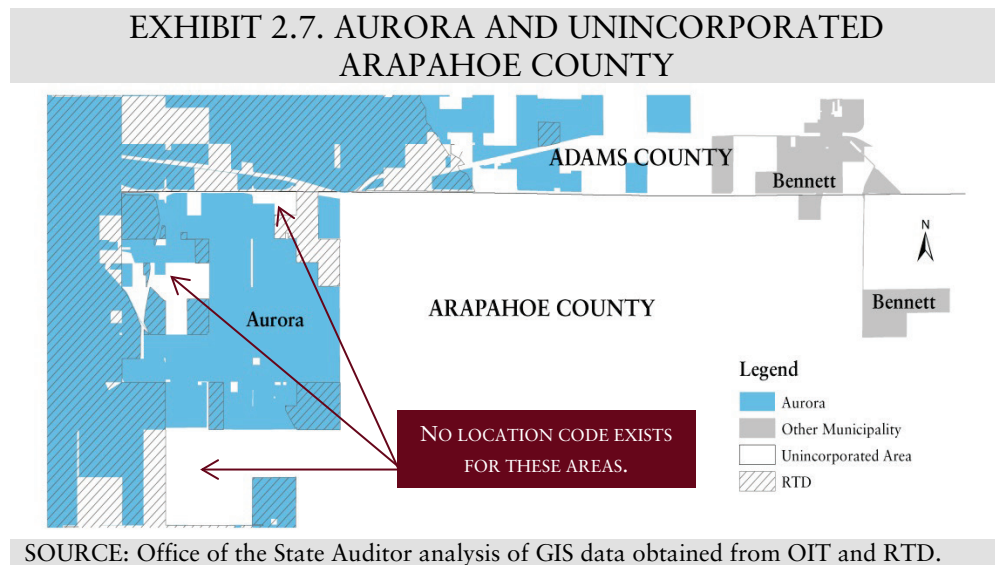 EXHIBIT 2.7. AURORA AND UNINCORPORATED
ARAPAHOE COUNTY
ADAMS COUNTY
Bennett
N
ARAPAHOE COUNTY
Bennett
Aurora
Legend
Aurora
Other Municipality
Unincorporated Area
RTD
NO LOCATION CODE EXISTS
FOR THESE AREAS.
SOURCE: Office of the State Auditor analysis of GIS data obtained from OIT and RTD.